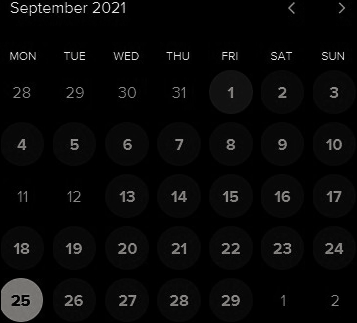 September 2021
MON TUE WED THU FRI SAT SUN
28 29 30 31 1 2 3
4 5 6 7 8 9 10
11 12 13 14 15 16 17
18 19 20 21 22 23 24
25 26 27 28 29 1 2